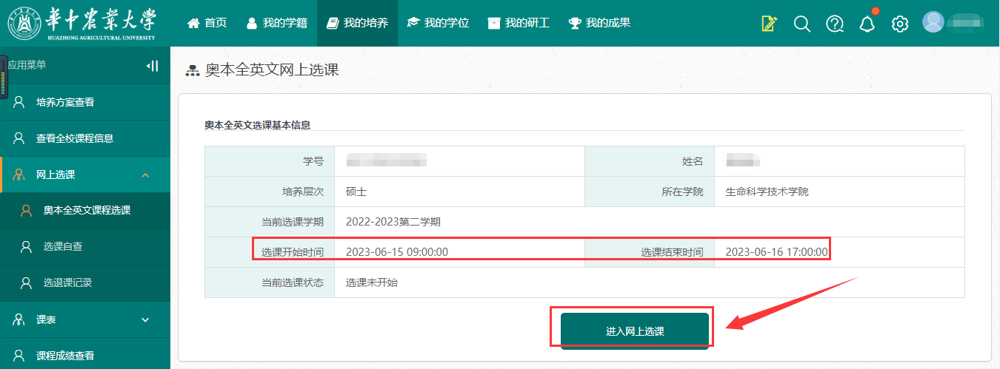 華中農業大学
HUAZHONG AGRICULTURAL UNIVERSITY
首页 我的学籍 我的培养 我的学位 我的研工 我的成果
应用菜单
培养方案查看
查看全校课程信息
网上选课
奥本全英文课程选课
选课自查
选退课记录
课表
课程成绩查看
奥本全英文网上选课
奥本全英文选课基本信息
学号 姓名
培养层次 硕士 所在学院 生命科学技术学院
当前选课学期 2022-2023第二学期
选课开始时间 2023-06-15 09:00:00 选课结束时间 2023-06-16 17:00:00
当前选课状态 选课未开始
进入网上选课